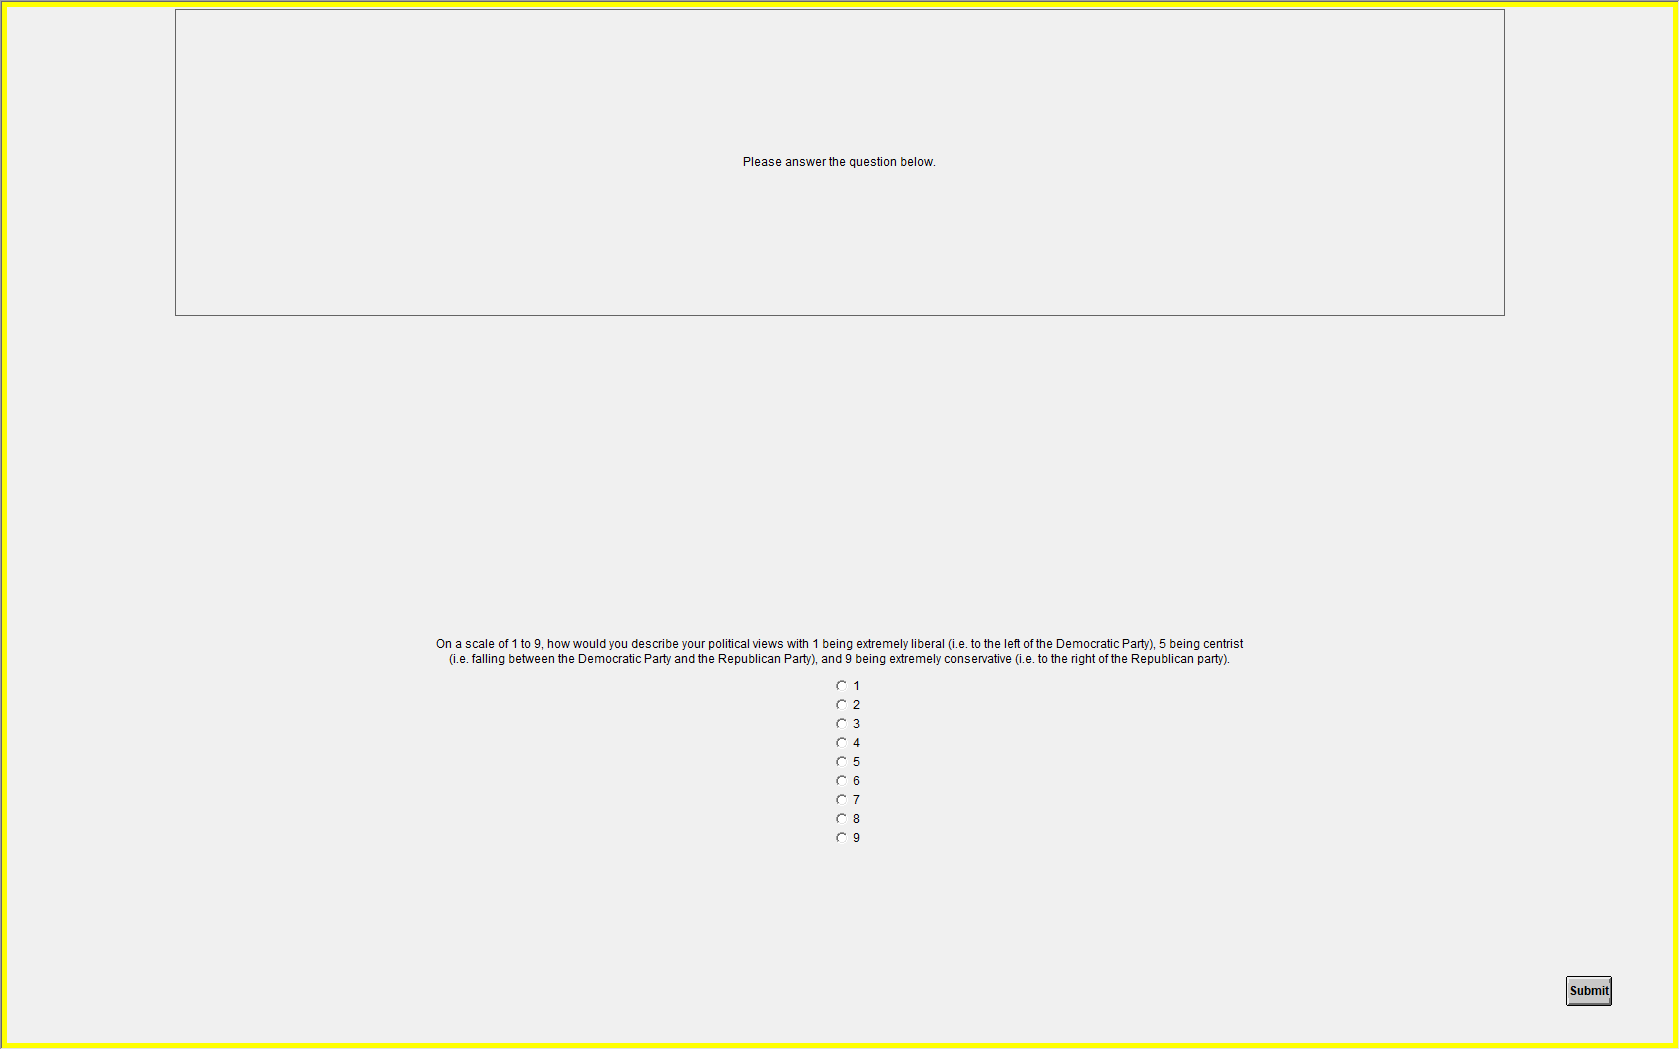 Please answer the question below.
On a scale of 1 to 9, how would you describe your political views with 1 being extremely liberal (i.e. to the left of the Democratic Party), 5 being centrist
(i.e. falling between the Democratic Party and the Republican Party), and 9 being extremely conservative (i.e. to the right of the Republican party).
1
2
3
4
5
6
7
8
9
Submit